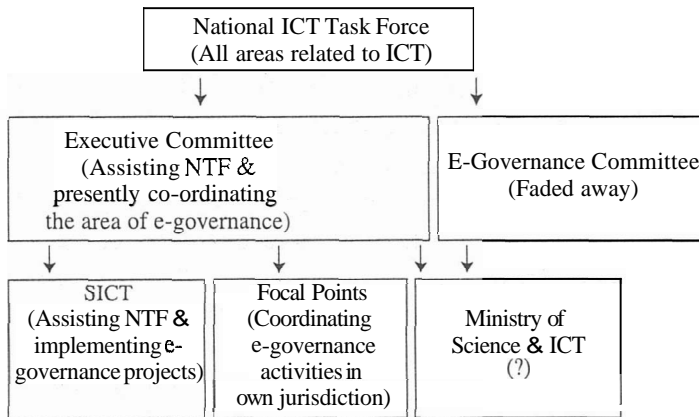 National ICT Task Force
(All areas related to ICT)
Executive Committee
(Assisting NTF &
presently co-ordinating
the area of e-governance)
E-Governance Committee
(Faded away)
SICT
(Assisting NTF &
implementing e-
governance projects)
Focal Points
(Coordinating
e-governance
activities in
own jurisdiction)
Ministry of
Science & ICT
(?)